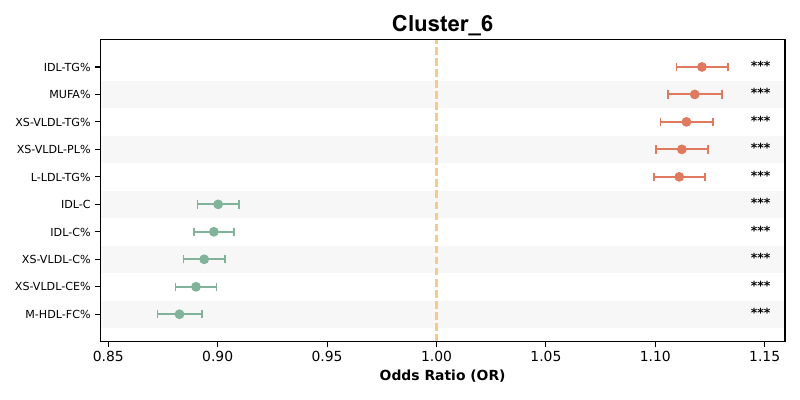 Cluster_6
IDL-TG% ***
MUFA% ***
XS-VLDL-TG% ***
XS-VLDL-PL% ***
L-LDL-TG% ***
IDL-C ***
IDL-C% ***
XS-VLDL-C% ***
XS-VLDL-CE% ***
M-HDL-FC% ***
0.85 0.90 0.95 1.00 1.05 1.10 1.15
Odds Ratio (OR)